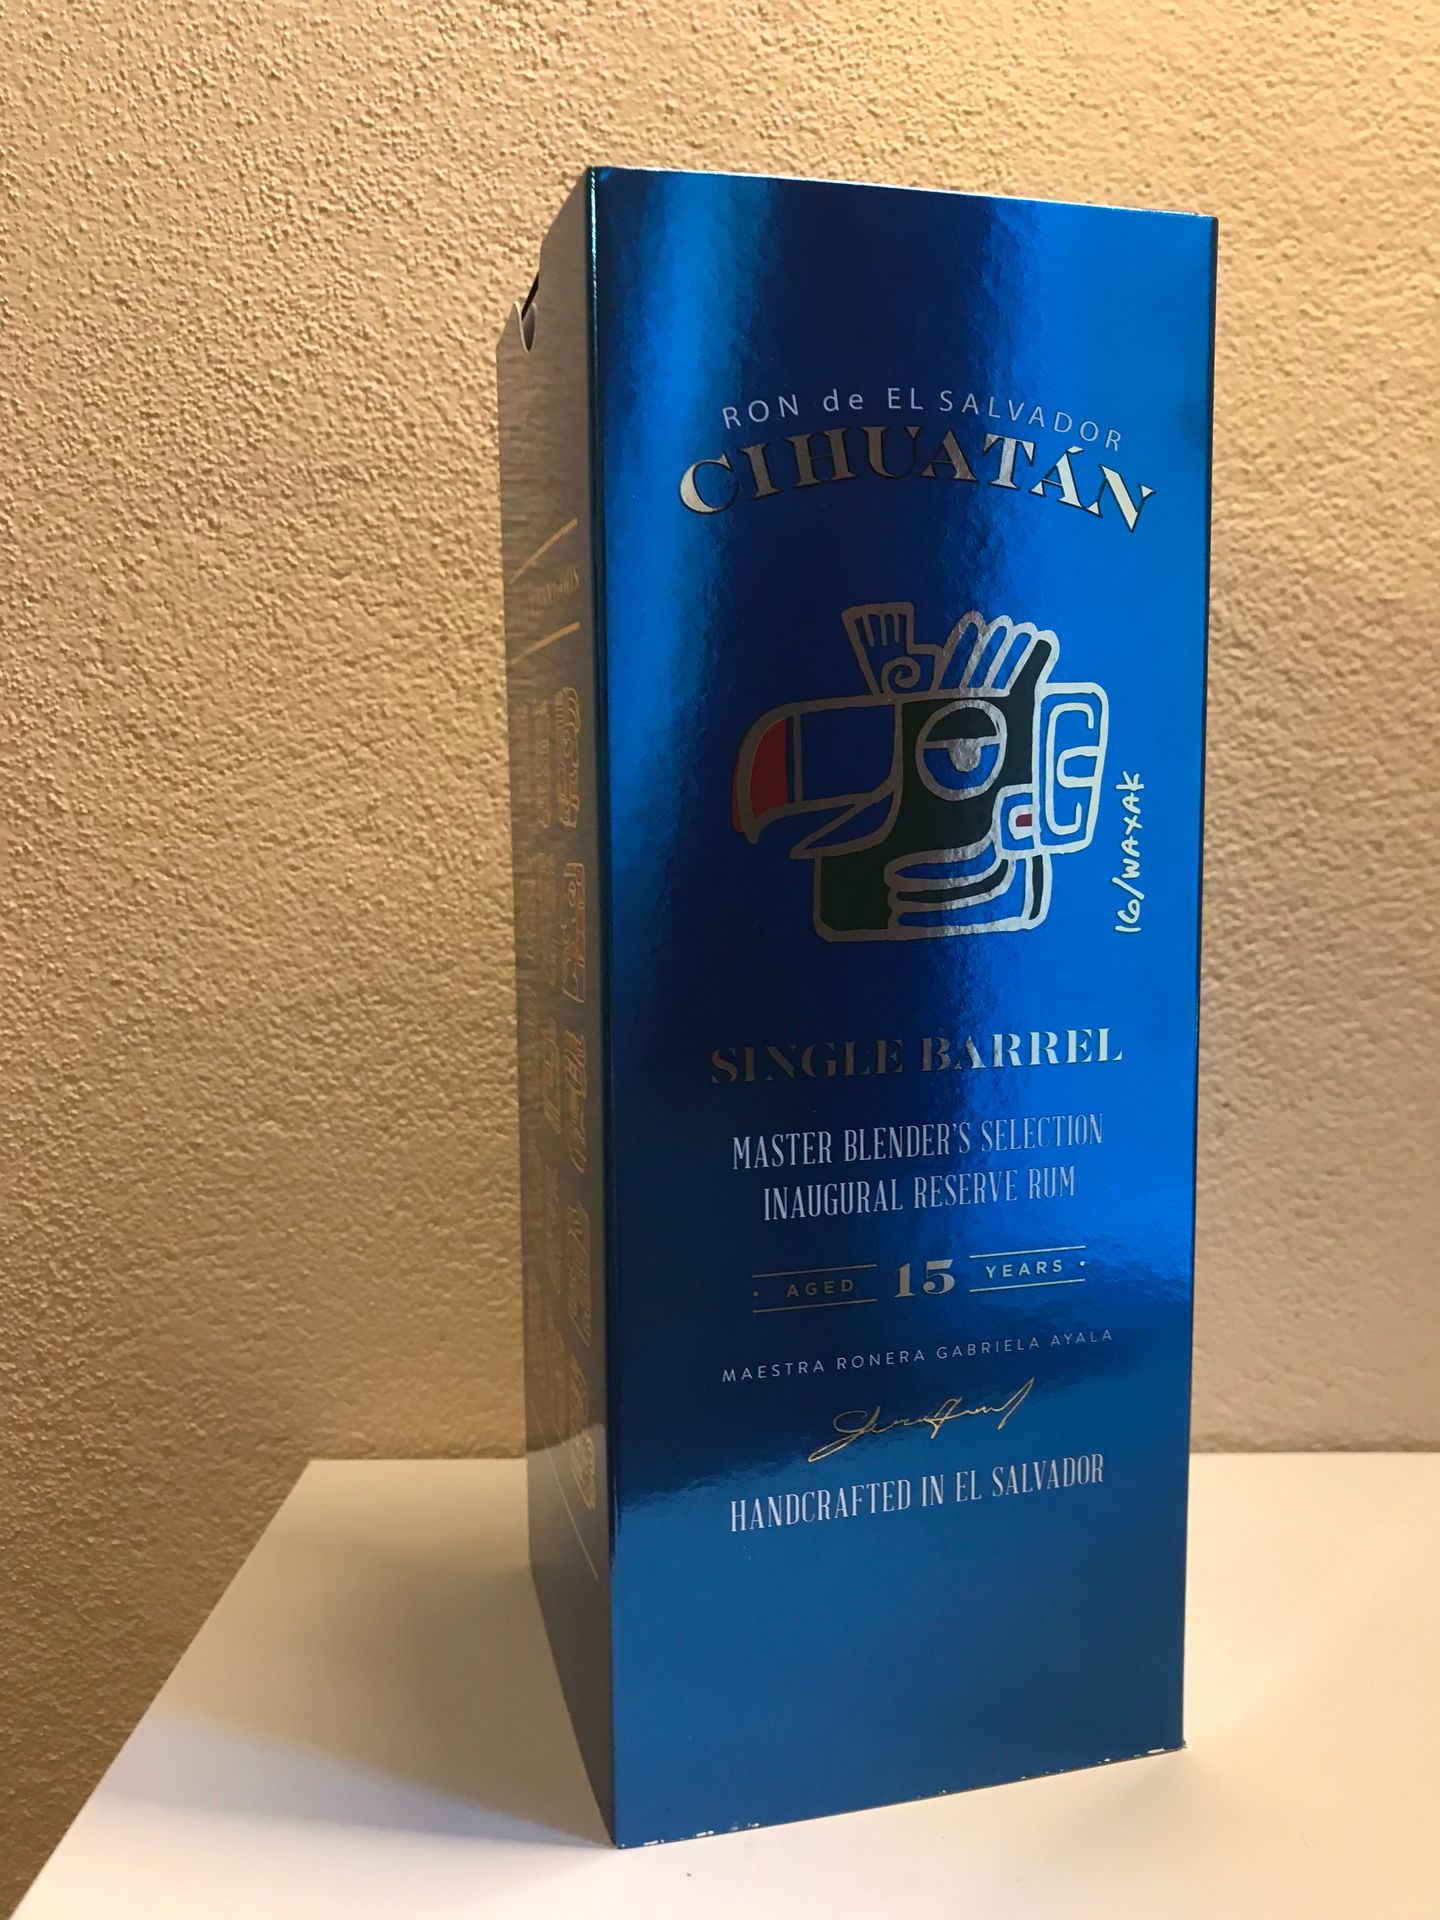 RON de EL SALVADOR
CIHUATÁN
16/WAXAK
SINGLE BARREL
MASTER BLENDER'S SELECTION
INAUGURAL RESERVE RUM
AGED 15 YEARS
MAESTRA RONERA GABRIELA AYALA
HANDCRAFTED IN EL SALVADOR